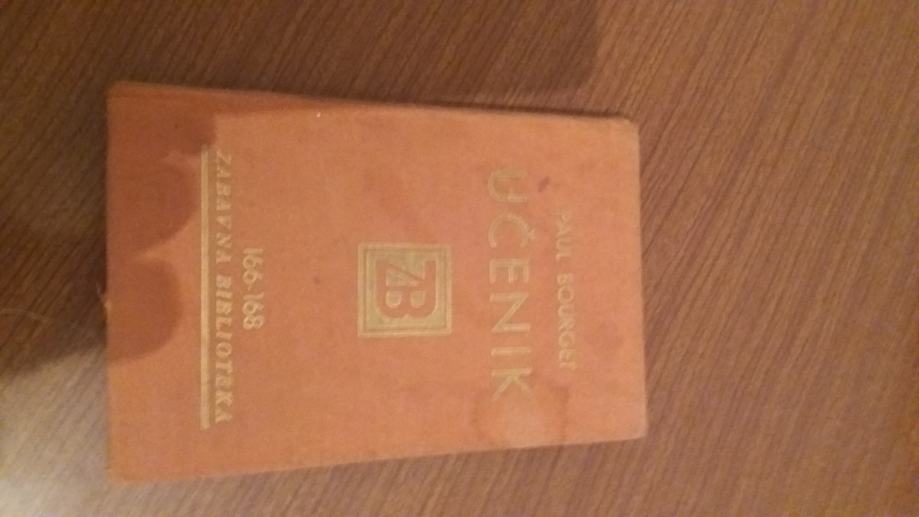 PAUL BOURGET
UČENIK
ZB
166-168
ZABAVNA BIBLIOTEKA